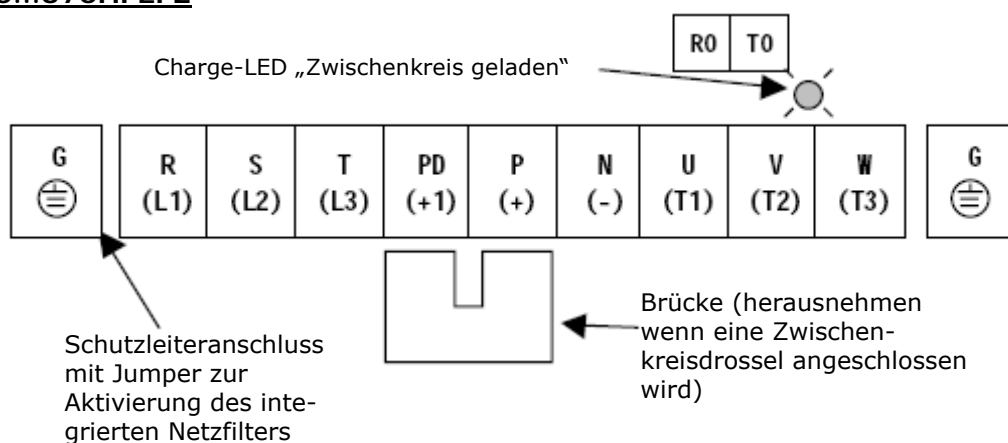 R0 T0
Charge-LED „Zwischenkreis geladen“
G R S T PD P N U V W G
(L1) (L2) (L3) (+1) (+) (-) (T1) (T2) (T3)
Brücke (herausnehmen
wenn eine Zwischen-
kreisdrossel angeschlossen
wird)
Schutzleiteranschluss
mit Jumper zur
Aktivierung des inte-
grierten Netzfilters